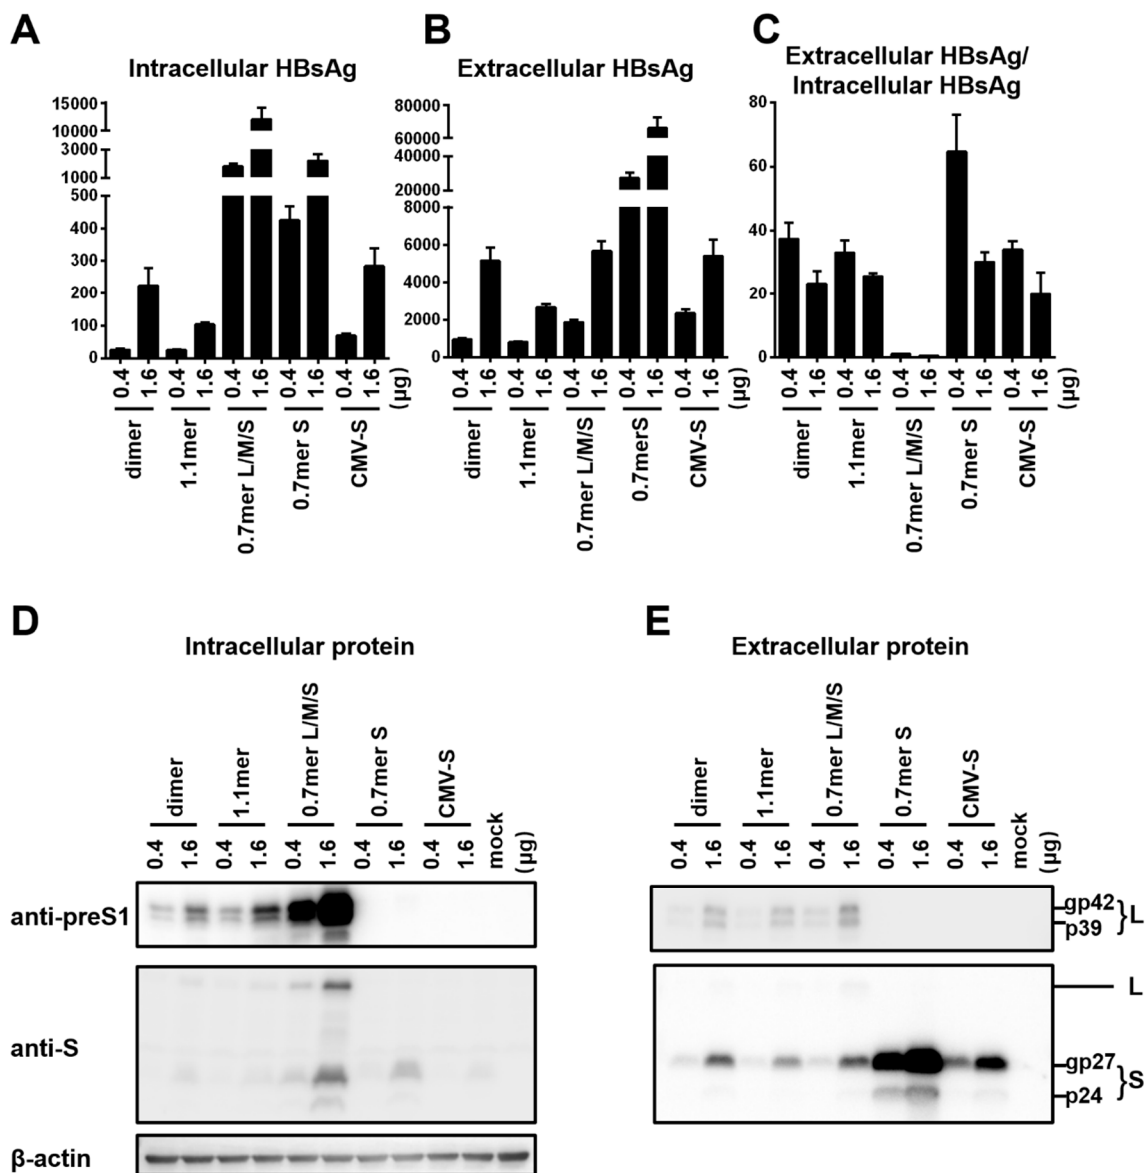 A
Intracellular HBsAg
15000
10000
3000
1000
500
400
300
200
100
0
0.4
1.6
0.4
1.6
0.4
1.6
0.4
1.6
0.4
1.6
(µg)
dimer
1.1mer
0.7mer L/M/S
0.7mer S
CMV-S
B
Extracellular HBsAg
80000
60000
40000
20000
8000
6000
4000
2000
0
0.4
1.6
0.4
1.6
0.4
1.6
0.4
1.6
0.4
1.6
(µg)
dimer
1.1mer
0.7mer L/M/S
0.7merS
CMV-S
C
Extracellular HBsAg/
Intracellular HBsAg
80
60
40
20
0
0.4
1.6
0.4
1.6
0.4
1.6
0.4
1.6
0.4
1.6
(µg)
dimer
1.1mer
0.7mer L/M/S
0.7mer S
CMV-S
D
Intracellular protein
dimer
1.1mer
0.7mer L/M/S
0.7mer S
CMV-S
mock
0.4
1.6
0.4
1.6
0.4
1.6
0.4
1.6
0.4
1.6
(µg)
anti-preS1
anti-S
β-actin
E
Extracellular protein
dimer
1.1mer
0.7mer L/M/S
0.7mer S
CMV-S
mock
0.4
1.6
0.4
1.6
0.4
1.6
0.4
1.6
0.4
1.6
(µg)
gp42
p39
}L
L
gp27
p24
}S